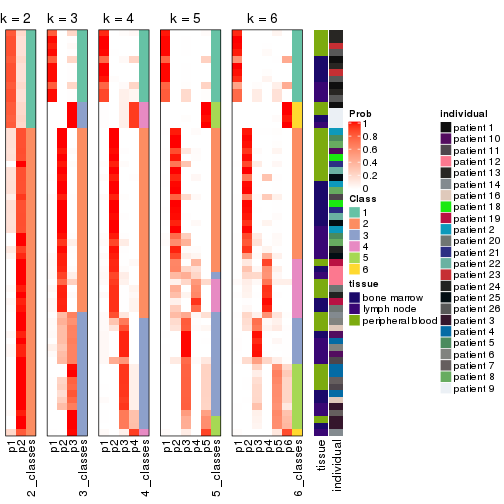 k = 2
k = 3
k = 4
k = 5
k = 6
Prob
1
0.8
0.6
0.4
0.2
0
Class
1
2
3
4
5
6
tissue
bone marrow
lymph node
peripheral blood
Individual
patient 1
patient 10
patient 11
patient 12
patient 13
patient 14
patient 16
patient 18
patient 19
patient 2
patient 20
patient 21
patient 22
patient 23
patient 24
patient 25
patient 26
patient 3
patient 4
patient 5
patient 6
patient 7
patient 8
patient 9
p1
p2
2 _classes
p1
p2
p3
3 _classes
p1
p2
p3
p4
4 _classes
p1
p2
p3
p4
p5
5 _classes
p1
p2
p3
p4
p5
p6
6 _classes
tissue
individual